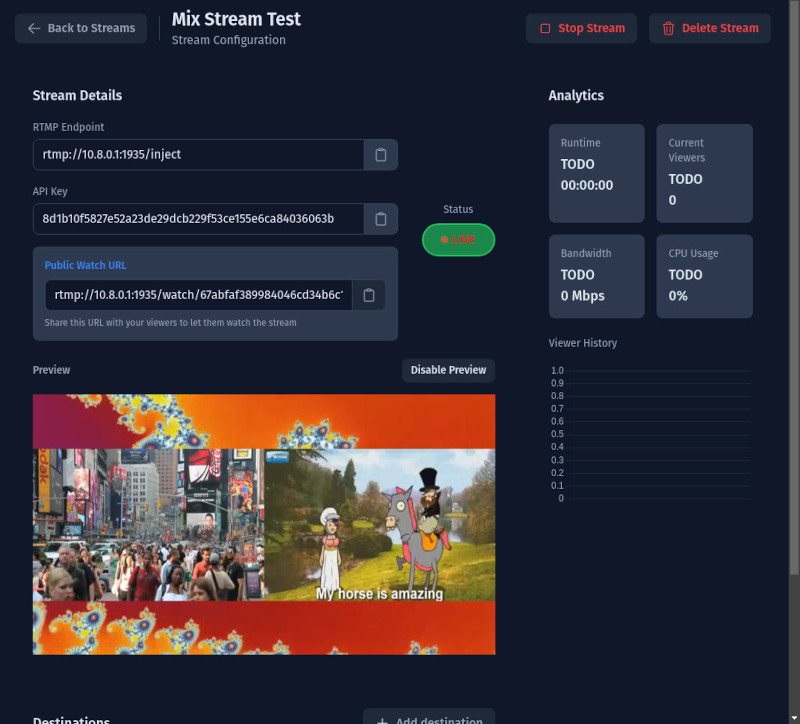 Back to Streams
Mix Stream Test
Stream Configuration
Stop Stream
Delete Stream
Stream Details
RTMP Endpoint
rtmp://10.8.0.1:1935/inject
API Key
8d1b10f5827e52a23de29dcb229f53ce155e6ca84036063b
Status
LIVE
Public Watch URL
rtmp://10.8.0.1:1935/watch/67abfaf389984046cd34b6c
Share this URL with your viewers to let them watch the stream
Preview
Disable Preview
My horse is amazing
Analytics
Runtime
TODO
00:00:00
Current
Viewers
TODO
0
Bandwidth
TODO
0 Mbps
CPU Usage
TODO
0%
Viewer History
1.0
0.9
0.8
0.7
0.6
0.5
0.4
0.3
0.2
0.1
0
Destinations
Add destination